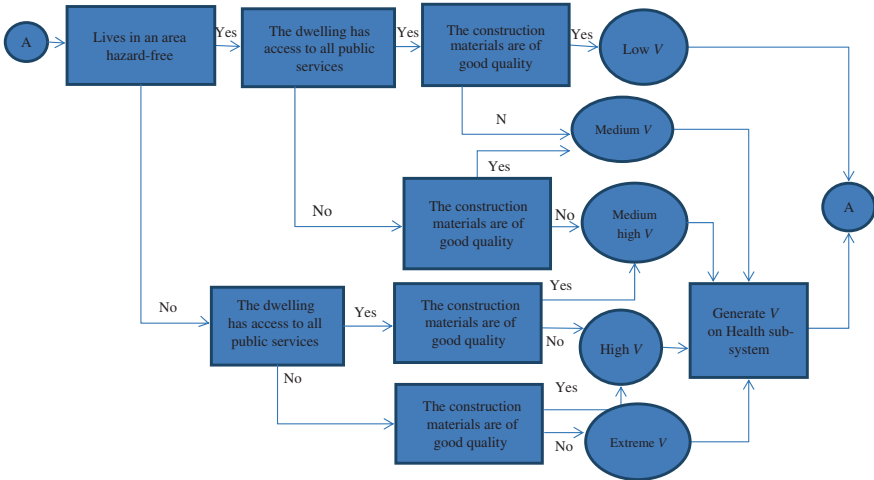 A
Lives in an area
hazard-free
Yes
The dwelling has
access to all public
services
Yes
The construction
materials are of
good quality
Yes
Low V
N
Medium V
Yes
No
The construction
materials are of
good quality
No
Medium
high V
A
No
The dwelling
has access to all
public services
Yes
The construction
materials are of
good quality
Yes
No
High V
Generate V
on Health sub-
system
No
The construction
materials are of
good quality
Yes
No
Extreme V